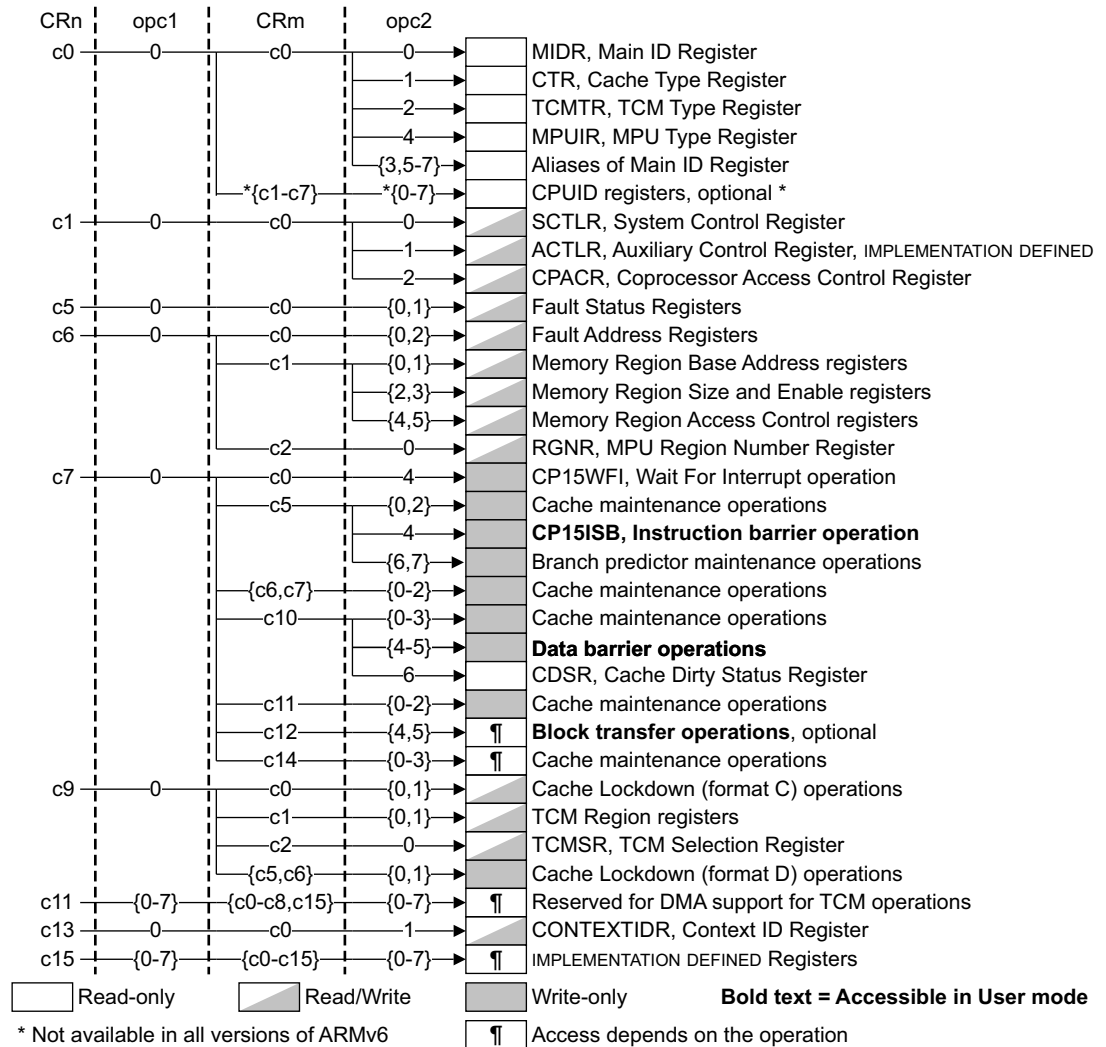 CRn opc1 CRm opc2
c0 0 c0 0 MIDR, Main ID Register
1 CTR, Cache Type Register
2 TCMTR, TCM Type Register
4 MPUIR, MPU Type Register
{3,5-7} Aliases of Main ID Register
*{c1-c7} *{0-7} CPUID registers, optional *
c1 0 c0 0 SCTLR, System Control Register
1 ACTLR, Auxiliary Control Register, IMPLEMENTATION DEFINED
2 CPACR, Coprocessor Access Control Register
c5 0 c0 {0,1} Fault Status Registers
c6 0 c0 {0,2} Fault Address Registers
c1 {0,1} Memory Region Base Address registers
{2,3} Memory Region Size and Enable registers
{4,5} Memory Region Access Control registers
c2 0 RGNR, MPU Region Number Register
c7 0 c0 4 CP15WFI, Wait For Interrupt operation
c5 {0,2} Cache maintenance operations
4 CP15ISB, Instruction barrier operation
{6,7} Branch predictor maintenance operations
{c6,c7} {0-2} Cache maintenance operations
c10 {0-3} Cache maintenance operations
{4-5} Data barrier operations
6 CDSR, Cache Dirty Status Register
c11 {0-2} Cache maintenance operations
c12 {4,5} ¶ Block transfer operations, optional
c14 {0-3} ¶ Cache maintenance operations
c9 0 c0 {0,1} Cache Lockdown (format C) operations
c1 {0,1} TCM Region registers
c2 0 TCMSR, TCM Selection Register
{c5,c6} {0,1} Cache Lockdown (format D) operations
c11 {0-7} {c0-c8,c15} {0-7} ¶ Reserved for DMA support for TCM operations
c13 0 c0 1 CONTEXTIDR, Context ID Register
c15 {0-7} {c0-c15} {0-7} ¶ IMPLEMENTATION DEFINED Registers
Read-only Read/Write Write-only Bold text = Accessible in User mode
* Not available in all versions of ARMv6 ¶ Access depends on the operation